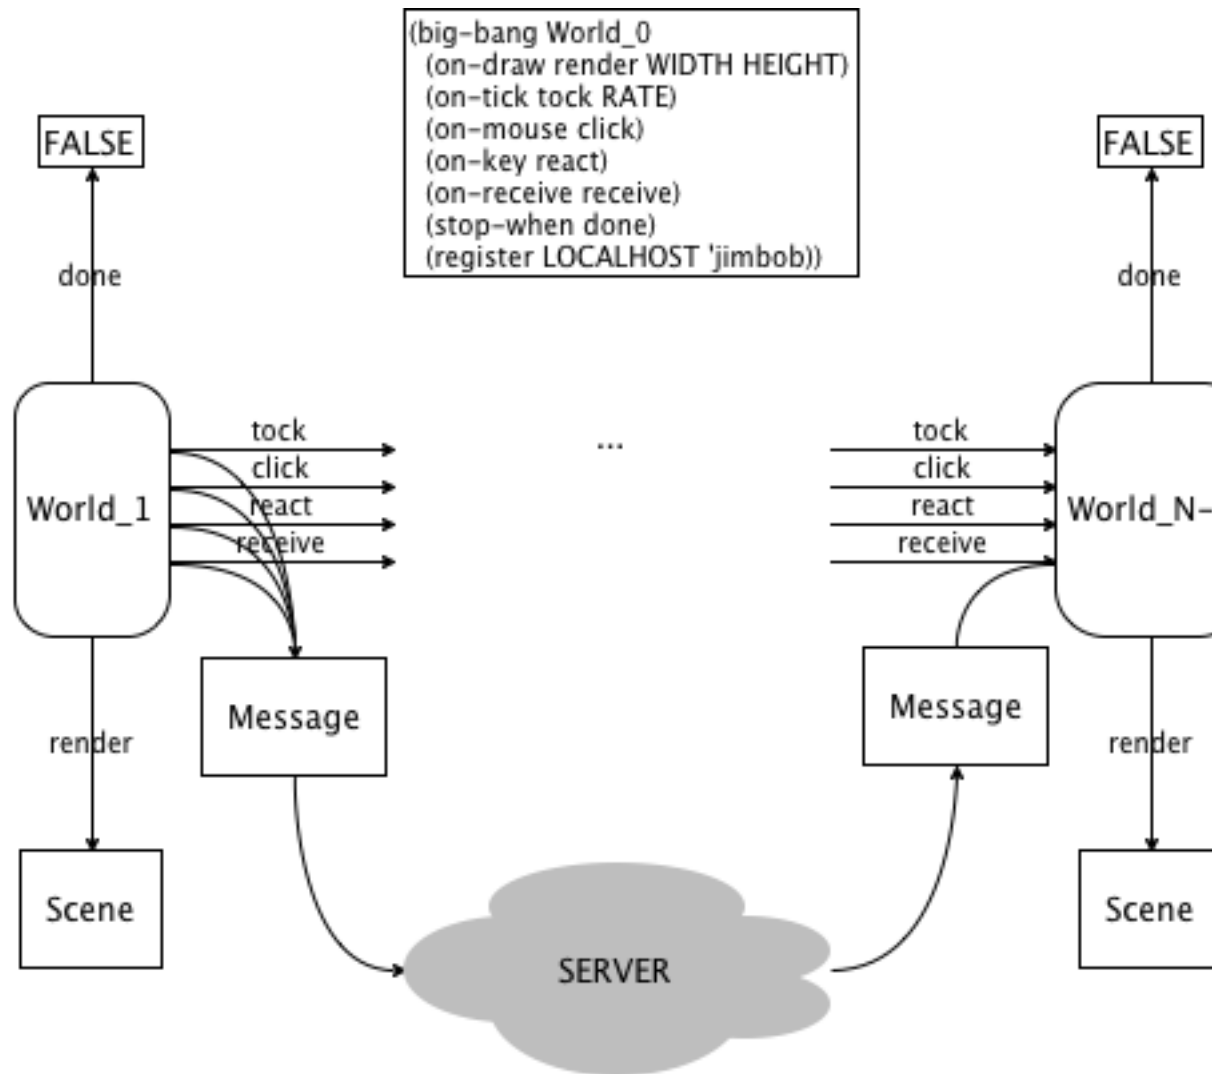 (big-bang World_0
(on-draw render WIDTH HEIGHT)
(on-tick tock RATE)
(on-mouse click)
(on-key react)
(on-receive receive)
(stop-when done)
(register LOCALHOST 'jimbob))
FALSE
FALSE
done
done
World_1
tock
click
react
receive
...
tock
click
react
receive
World_N-
Message
Message
render
render
Scene
Scene
SERVER